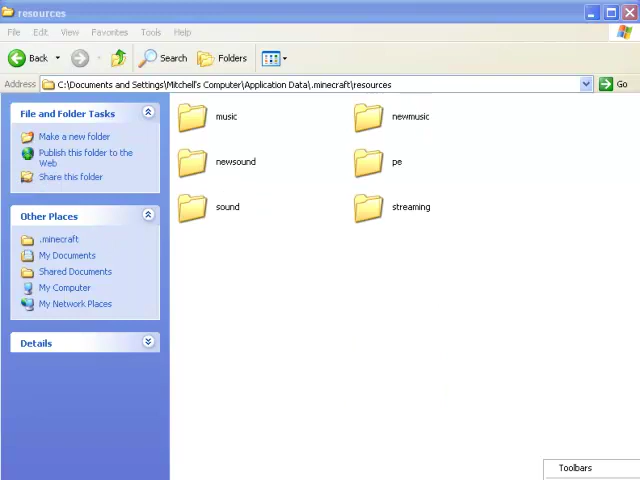 resources
File Edit View Favorites Tools Help
Back Search Folders
Address C:\Documents and Settings\Mitchell's Computer\Application Data\.minecraft\resources Go
File and Folder Tasks
Make a new folder
Publish this folder to the
Web
Share this folder
Other Places
.minecraft
My Documents
Shared Documents
My Computer
My Network Places
Details
music newmusic
newsound pe
sound streaming
Toolbars